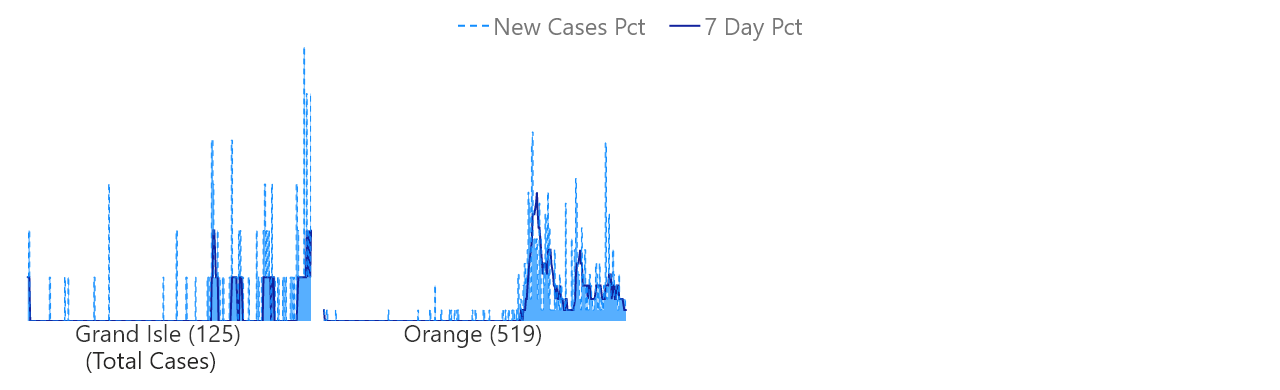 New Cases Pct 7 Day Pct
Grand Isle (125) Orange (519)
(Total Cases)